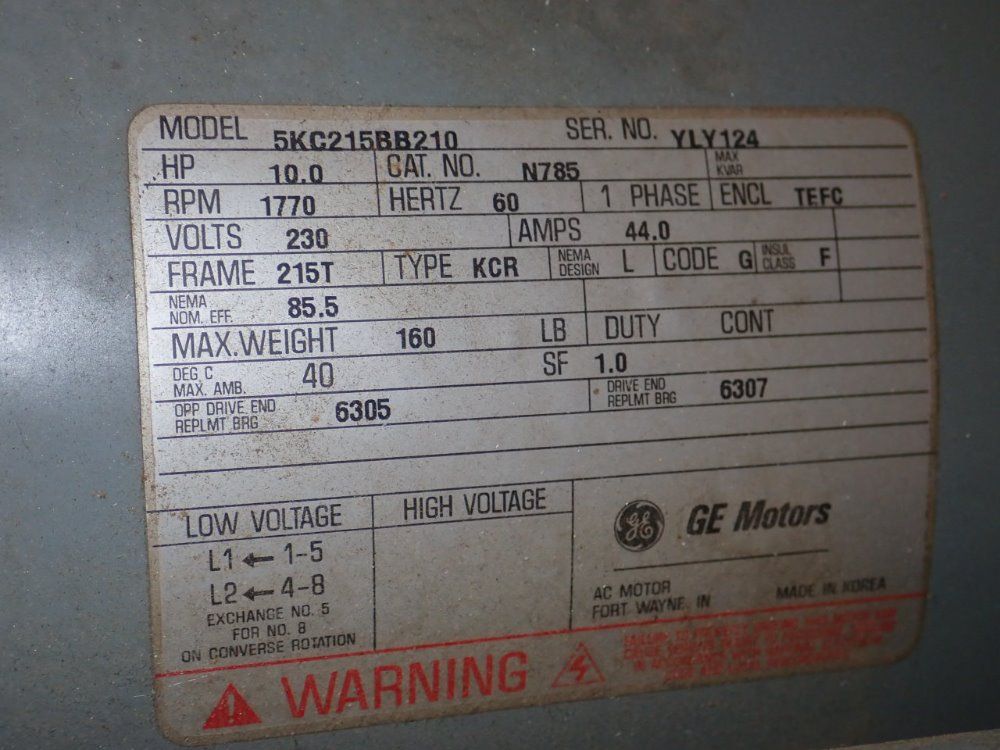 MODEL 5KC215BB210 SER. NO. YLY124
HP 10.0 CAT. NO. N785 MAX KVAR
RPM 1770 HERTZ 60 1 PHASE ENCL TEFC
VOLTS 230 AMPS 44.0
FRAME 215T TYPE KCR NEMA DESIGN L CODE G INSUL CLASS F
NEMA NOM. EFF. 85.5
MAX. WEIGHT 160 LB DUTY CONT
DEG C MAX. AMB. 40 SF 1.0
OPP DRIVE END REPLMT BRG 6305 DRIVE END REPLMT BRG 6307
LOW VOLTAGE
L1 ← 1-5
L2 ← 4-8
EXCHANGE NO. 5
FOR NO. 8
ON CONVERSE ROTATION
HIGH VOLTAGE
GE GE Motors
AC MOTOR
FORT WAYNE, IN
MADE IN KOREA
WARNING